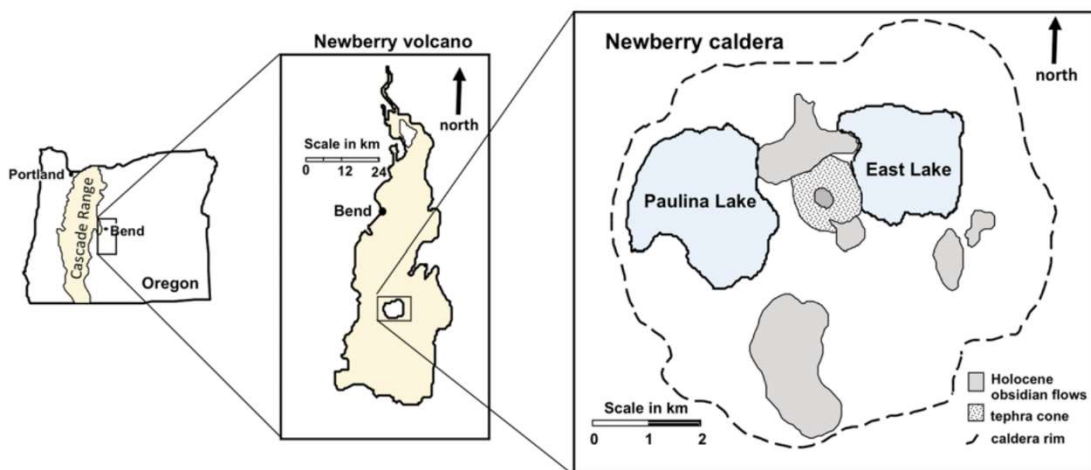 Portland
Cascade Range
Bend
Oregon
Newberry volcano
north
Scale in km
0 12 24
Bend
Newberry caldera
north
Paulina Lake
East Lake
Scale in km
0 1 2
Holocene
obsidian flows
tephra cone
caldera rim